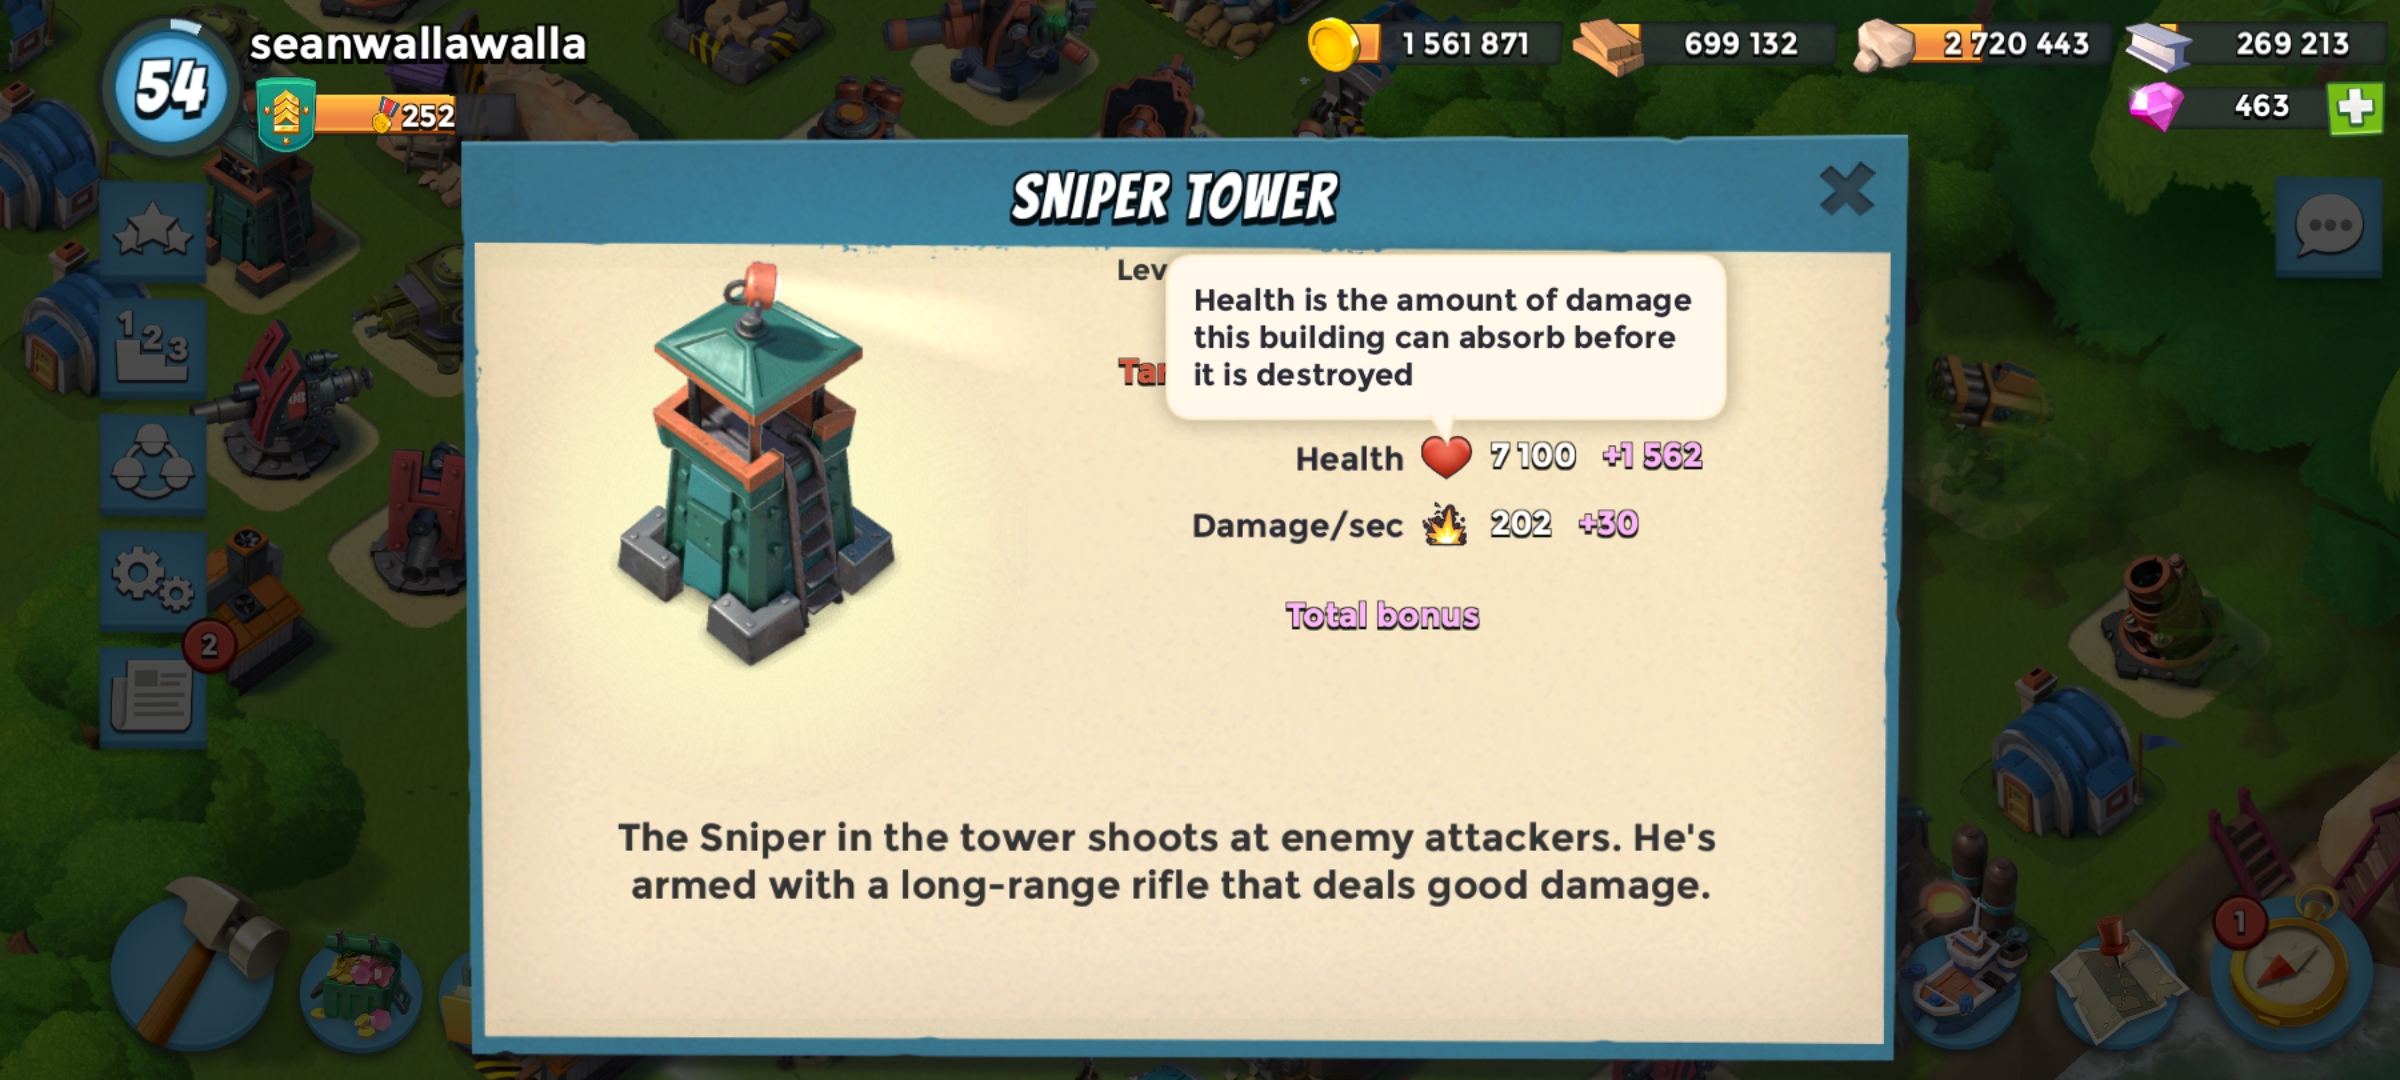 54
seanwallawalla
252
1 561 871
699 132
2 720 443
269 213
463
SNIPER TOWER
Health is the amount of damage
this building can absorb before
it is destroyed
Health 7 100 +1 562
Damage/sec 202 +30
Total bonus
The Sniper in the tower shoots at enemy attackers. He's
armed with a long-range rifle that deals good damage.
1 2 3
2
1